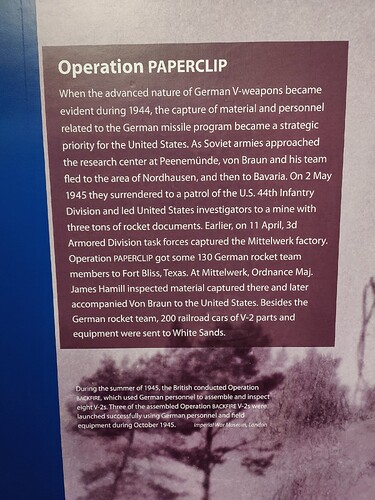 Operation PAPERCLIP
When the advanced nature of German V-weapons became
evident during 1944, the capture of material and personnel
related to the German missile program became a strategic
priority for the United States. As Soviet armies approached
the research center at Peenemünde, von Braun and his team
fled to the area of Nordhausen, and then to Bavaria. On 2 May
1945 they surrendered to a patrol of the U.S. 44th Infantry
Division and led United States investigators to a mine with
three tons of rocket documents. Earlier, on 11 April, 3d
Armored Division task forces captured the Mittelwerk factory.
Operation PAPERCLIP got some 130 German rocket team
members to Fort Bliss, Texas. At Mittelwerk, Ordnance Maj.
James Hamill inspected material captured there and later
accompanied Von Braun to the United States. Besides the
German rocket team, 200 railroad cars of V-2 parts and
equipment were sent to White Sands.
During the summer of 1945, the British conducted Operation
BACKFIRE, which used German personnel to assemble and inspect
eight V-2s. Three of the assembled Operation BACKFIRE V-2s were
launched successfully using German personnel and field
equipment during October 1945. Imperial War Museum, London